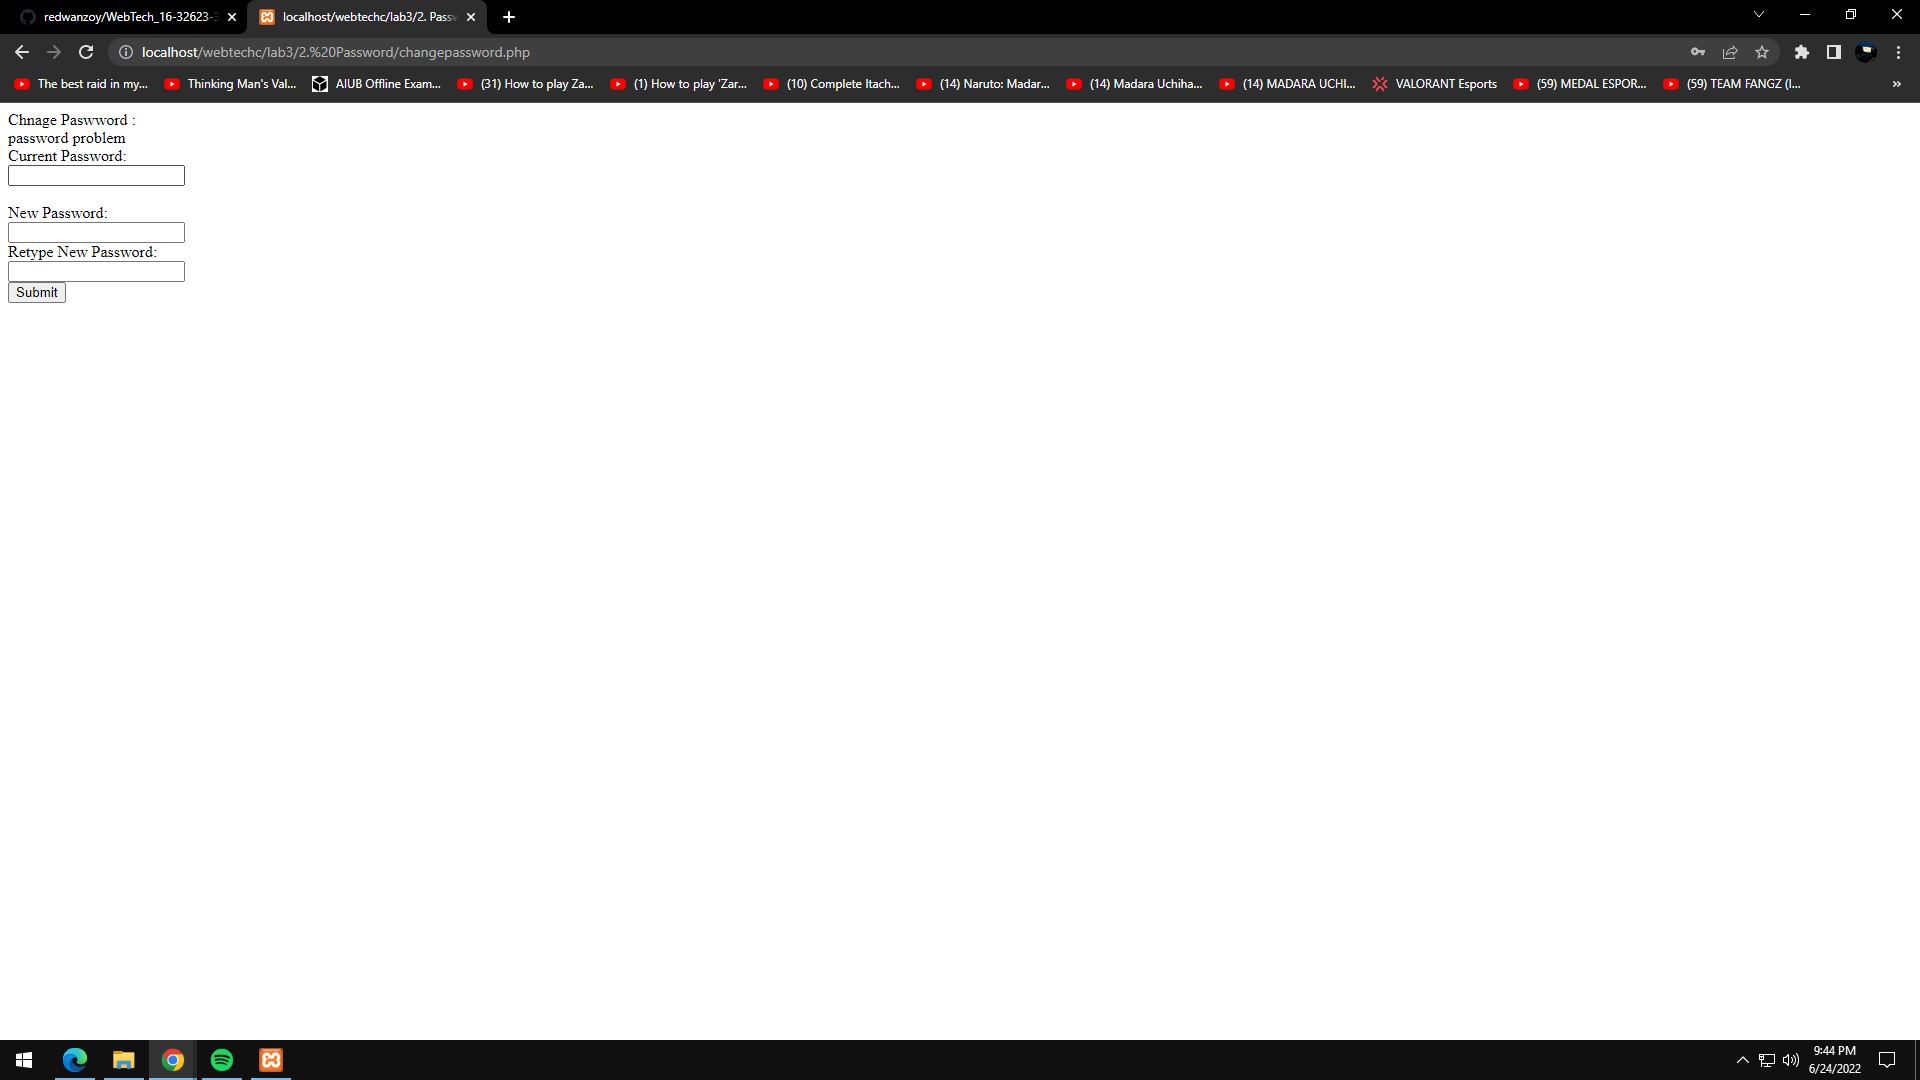 redwanzoy/WebTech_16-32623-3
localhost/webtechc/lab3/2. Passw
localhost/webtechc/lab3/2.%20Password/changepassword.php
The best raid in my...
Thinking Man's Val...
AIUB Offline Exam...
(31) How to play Za...
(1) How to play 'Zar...
(10) Complete Itach...
(14) Naruto: Madar...
(14) Madara Uchiha...
(14) MADARA UCHI...
VALORANT Esports
(59) MEDAL ESPOR...
(59) TEAM FANGZ (I...
»
Chnage Paswword :
password problem
Current Password:
New Password:
Retype New Password:
Submit
9:44 PM
6/24/2022